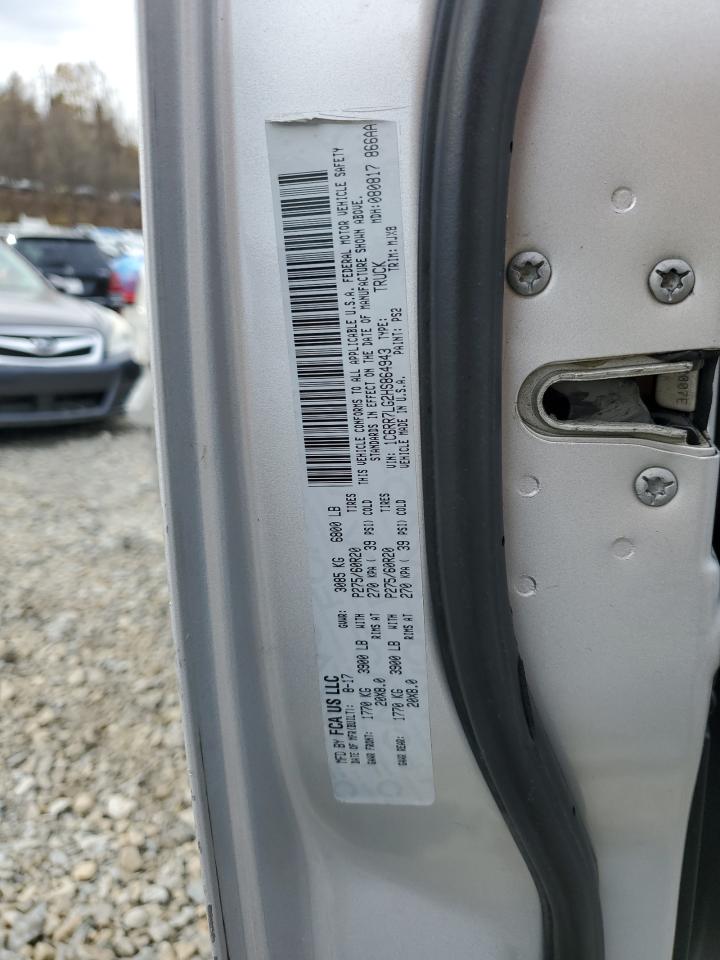 MFD BY FCA US LLC
DATE OF MFR(BUILT): 8-17 GVWR: 3085 KG 6800 LB
GAWR FRONT: 1770 KG 3900 LB WITH P275/60R20 TIRES
20X8.0 RIMS AT 270 KPA ( 39 PSI) COLD
GAWR REAR: 1770 KG 3900 LB WITH P275/60R20 TIRES
20X8.0 RIMS AT 270 KPA ( 39 PSI) COLD
THIS VEHICLE CONFORMS TO ALL APPLICABLE U.S.A. FEDERAL MOTOR VEHICLE SAFETY
STANDARDS IN EFFECT ON THE DATE OF MANUFACTURE SHOWN ABOVE.
VIN: 1C6RR7LG2HS864943 TYPE: TRUCK MDH:080817 866AA
VEHICLE MADE IN U.S.A. PAINT: PS2 TRIM: MJX8